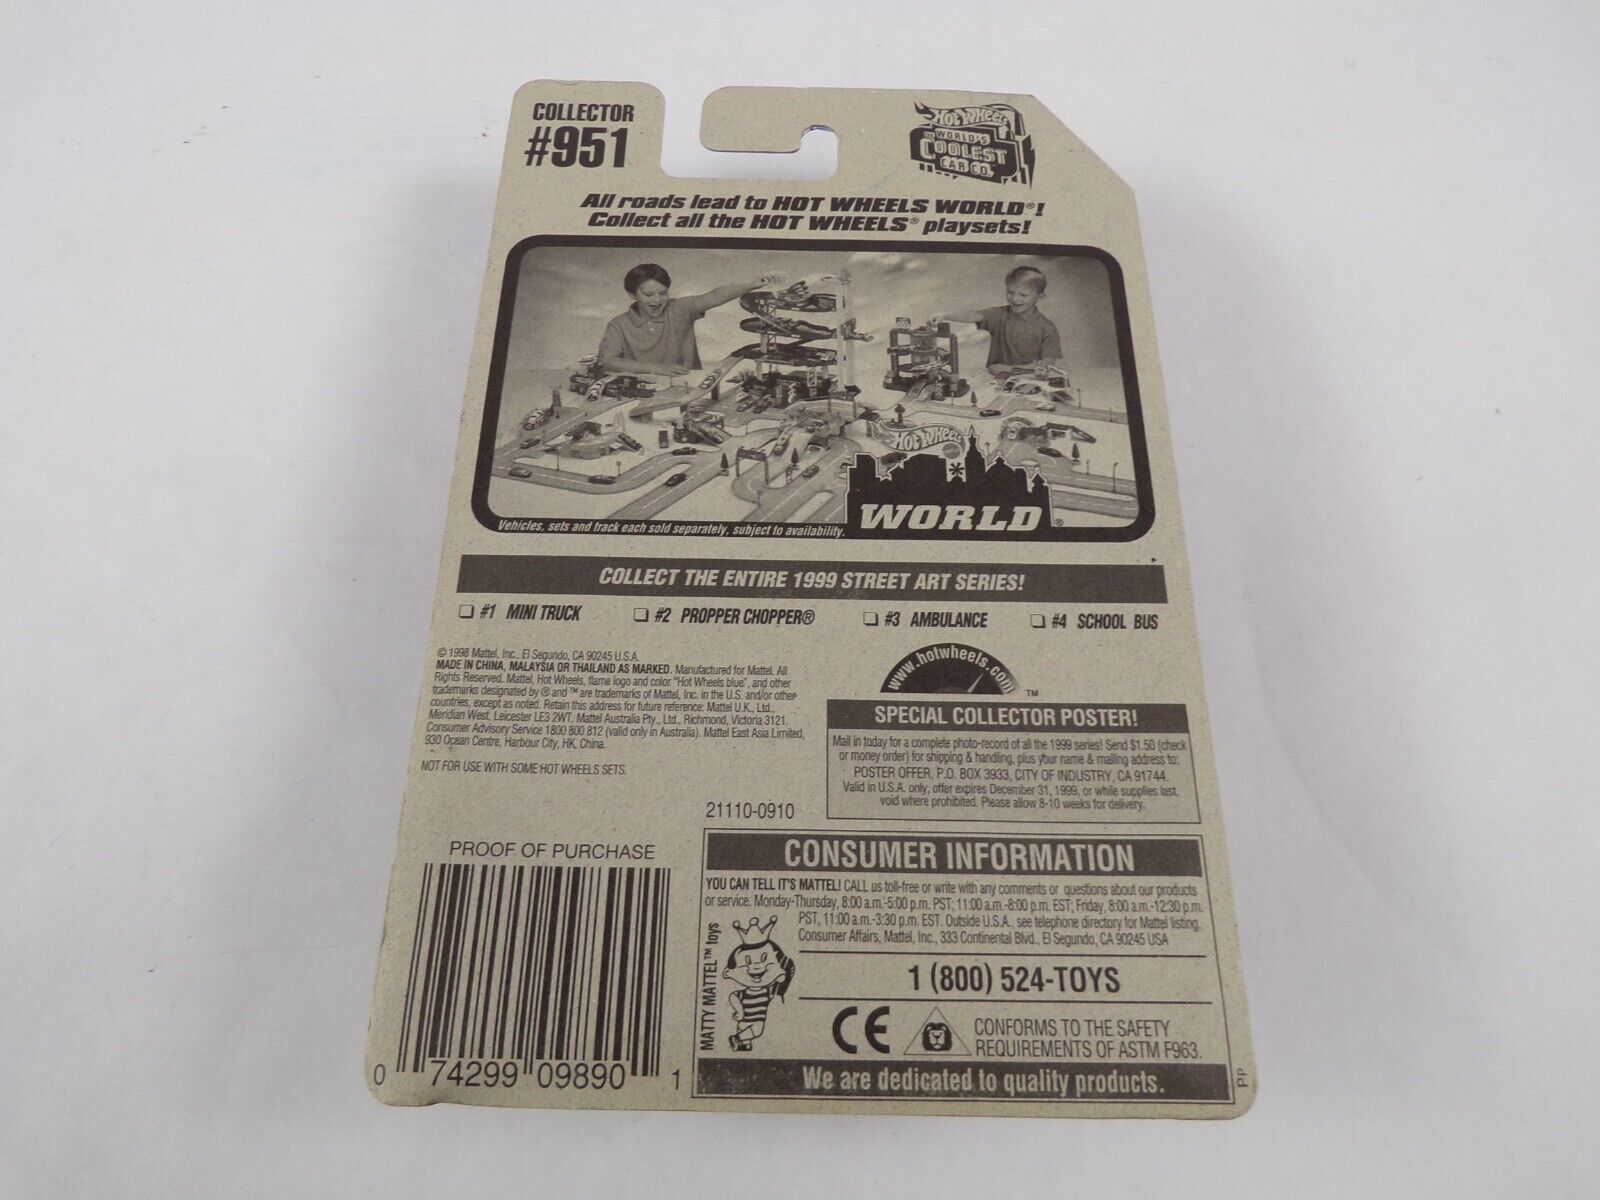 COLLECTOR
#951
HOT WHEELS
THE WORLD'S
COOLEST
CAR CO.
All roads lead to HOT WHEELS WORLD®!
Collect all the HOT WHEELS® playsets!
HOT WHEELS
WORLD®
Vehicles, sets and track each sold separately, subject to availability.
COLLECT THE ENTIRE 1999 STREET ART SERIES!
❑ #1 MINI TRUCK
❑ #2 PROPPER CHOPPER®
❑ #3 AMBULANCE
❑ #4 SCHOOL BUS
© 1998 Mattel, Inc., El Segundo, CA 90245 U.S.A.
MADE IN CHINA, MALAYSIA OR THAILAND AS MARKED. Manufactured for Mattel. All
Rights Reserved. Mattel, Hot Wheels, flame logo and color "Hot Wheels blue", and other
trademarks designated by ® and ™ are trademarks of Mattel, Inc. in the U.S. and/or other
countries, except as noted. Retain this address for future reference: Mattel U.K., Ltd.,
Meridian West, Leicester LE3 2WT. Mattel Australia Pty., Ltd., Richmond, Victoria 3121.
Consumer Advisory Service 1800 800 812 (valid only in Australia). Mattel East Asia Limited,
930 Ocean Centre, Harbour City, HK, China.
NOT FOR USE WITH SOME HOT WHEELS SETS.
www.hotwheels.com ™
SPECIAL COLLECTOR POSTER!
Mail in today for a complete photo-record of all the 1999 series! Send $1.50 (check
or money order) for shipping & handling, plus your name & mailing address to:
POSTER OFFER, P.O. BOX 3933, CITY OF INDUSTRY, CA 91744.
Valid in U.S.A. only, offer expires December 31, 1999, or while supplies last,
void where prohibited. Please allow 8-10 weeks for delivery.
21110-0910
PROOF OF PURCHASE
0 74299 09890 1
CONSUMER INFORMATION
YOU CAN TELL IT'S MATTEL! CALL us toll-free or write with any comments or questions about our products
or service. Monday-Thursday, 8:00 a.m.-5:00 p.m. PST; 11:00 a.m.-8:00 p.m. EST; Friday, 8:00 a.m.-12:30 p.m.
PST, 11:00 a.m.-3:30 p.m. EST. Outside U.S.A., see telephone directory for Mattel listing.
Consumer Affairs, Mattel, Inc., 333 Continental Blvd., El Segundo, CA 90245 USA
MATTY MATTEL™ toys
1 (800) 524-TOYS
CE
CONFORMS TO THE SAFETY
REQUIREMENTS OF ASTM F963.
We are dedicated to quality products.
PP